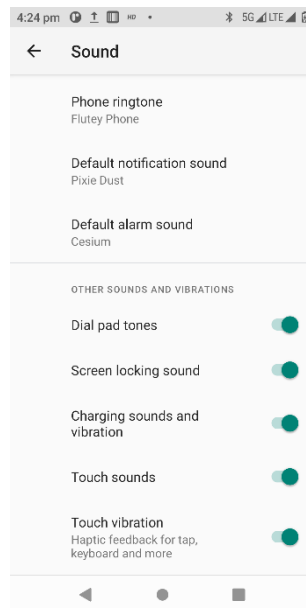 4:24 pm HD 5G LTE
Sound
Phone ringtone
Flutey Phone
Default notification sound
Pixie Dust
Default alarm sound
Cesium
OTHER SOUNDS AND VIBRATIONS
Dial pad tones
Screen locking sound
Charging sounds and
vibration
Touch sounds
Touch vibration
Haptic feedback for tap,
keyboard and more